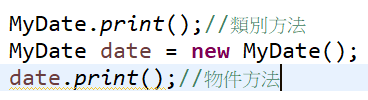 MyDate.print();//類別方法
MyDate date = new MyDate();
date.print();//物件方法